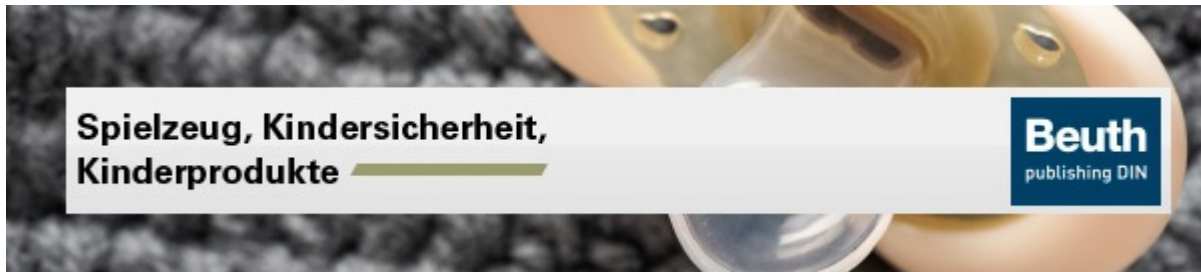 Spielzeug, Kindersicherheit,
Kinderprodukte
Beuth
publishing DIN